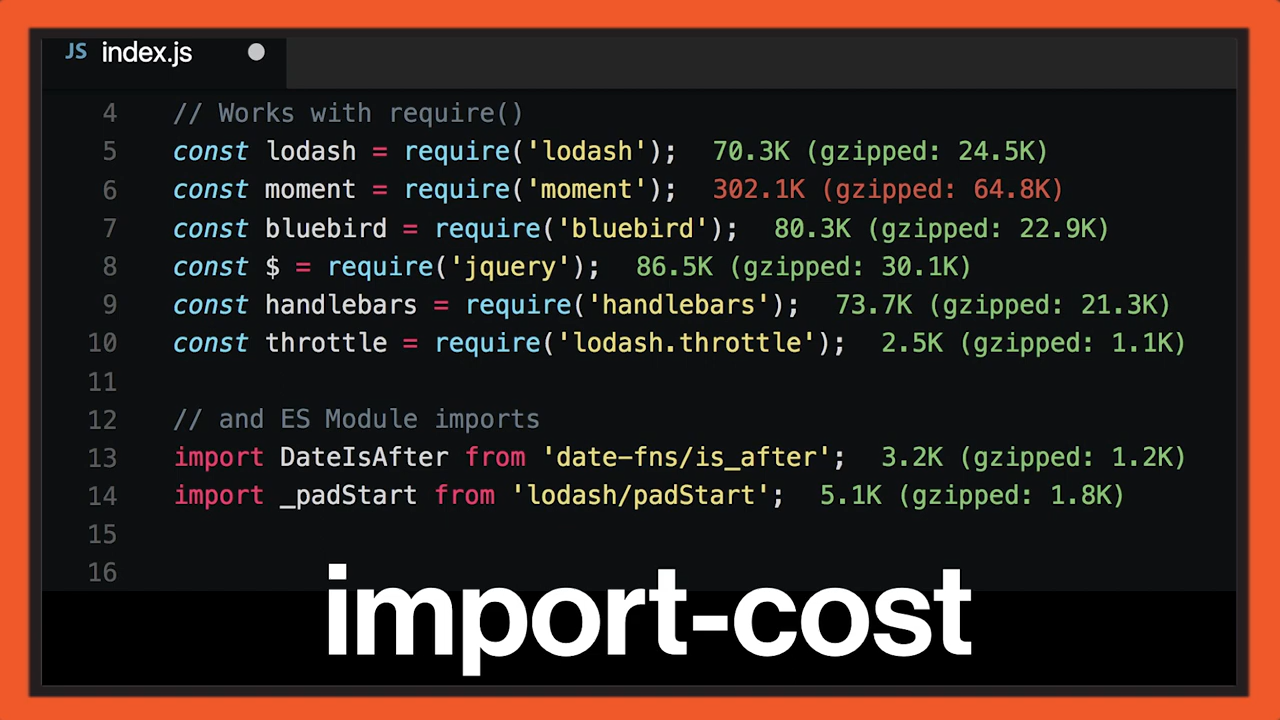 JS index.js
4 // Works with require()
5 const lodash = require('lodash'); 70.3K (gzipped: 24.5K)
6 const moment = require('moment'); 302.1K (gzipped: 64.8K)
7 const bluebird = require('bluebird'); 80.3K (gzipped: 22.9K)
8 const $ = require('jquery'); 86.5K (gzipped: 30.1K)
9 const handlebars = require('handlebars'); 73.7K (gzipped: 21.3K)
10 const throttle = require('lodash.throttle'); 2.5K (gzipped: 1.1K)
11
12 // and ES Module imports
13 import DateIsAfter from 'date-fns/is_after'; 3.2K (gzipped: 1.2K)
14 import _padStart from 'lodash/padStart'; 5.1K (gzipped: 1.8K)
15
16
import-cost